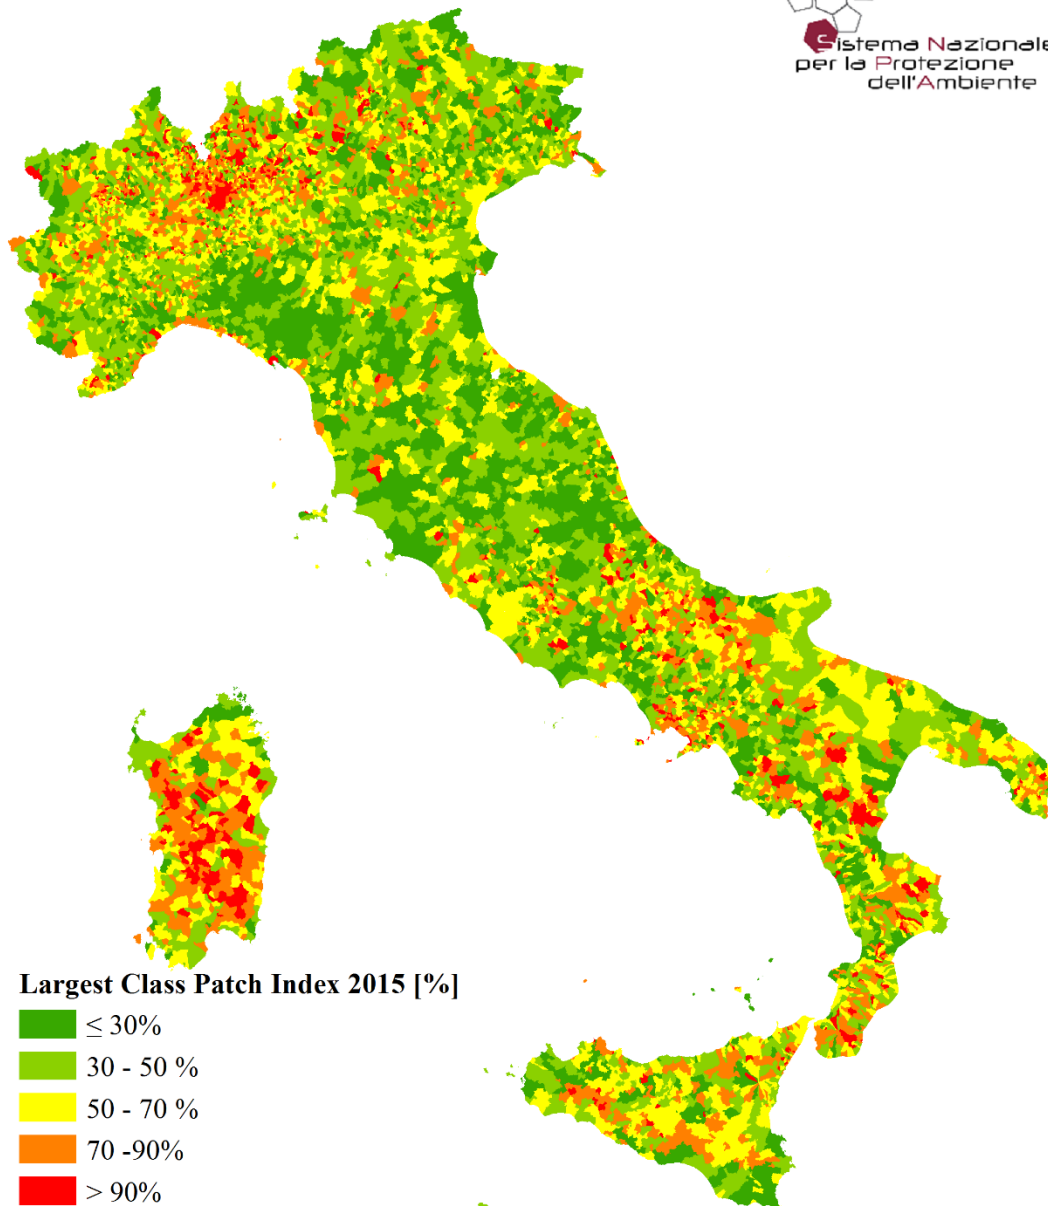 Sistema Nazionale
per la Protezione
dell'Ambiente
Largest Class Patch Index 2015 [%]
≤ 30%
30 - 50 %
50 - 70 %
70 -90%
> 90%